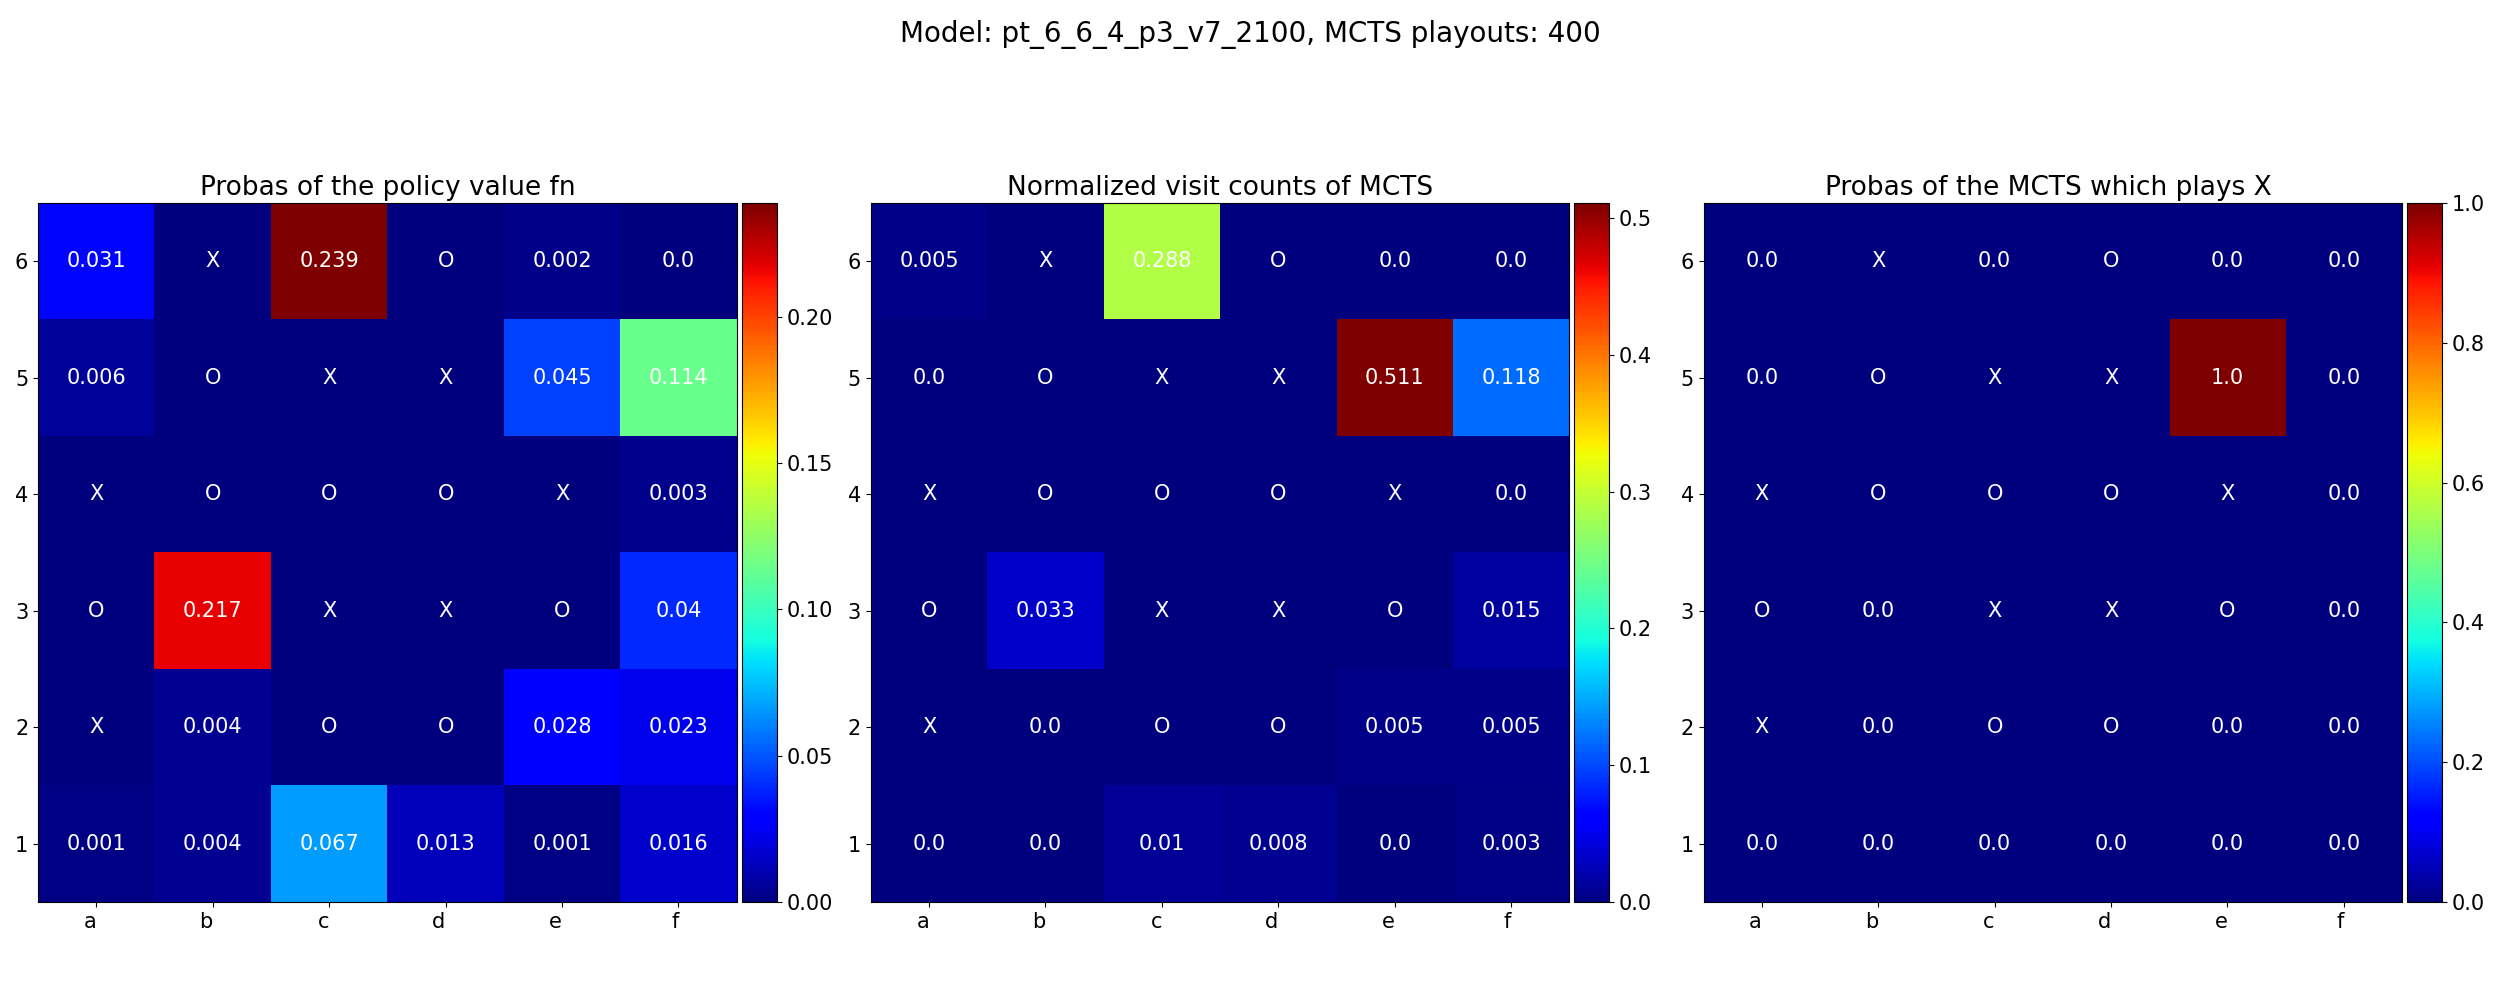 Model: pt_6_6_4_p3_v7_2100, MCTS playouts: 400
Probas of the policy value fn
6 0.031 X 0.239 O 0.002 0.0
5 0.006 O X X 0.045 0.114
4 X O O O X 0.003
3 O 0.217 X X O 0.04
2 X 0.004 O O 0.028 0.023
1 0.001 0.004 0.067 0.013 0.001 0.016
a b c d e f
0.20
0.15
0.10
0.05
0.00
Normalized visit counts of MCTS
6 0.005 X 0.288 O 0.0 0.0
5 0.0 O X X 0.511 0.118
4 X O O O X 0.0
3 O 0.033 X X O 0.015
2 X 0.0 O O 0.005 0.005
1 0.0 0.0 0.01 0.008 0.0 0.003
a b c d e f
0.5
0.4
0.3
0.2
0.1
0.0
Probas of the MCTS which plays X
6 0.0 X 0.0 O 0.0 0.0
5 0.0 O X X 1.0 0.0
4 X O O O X 0.0
3 O 0.0 X X O 0.0
2 X 0.0 O O 0.0 0.0
1 0.0 0.0 0.0 0.0 0.0 0.0
a b c d e f
1.0
0.8
0.6
0.4
0.2
0.0